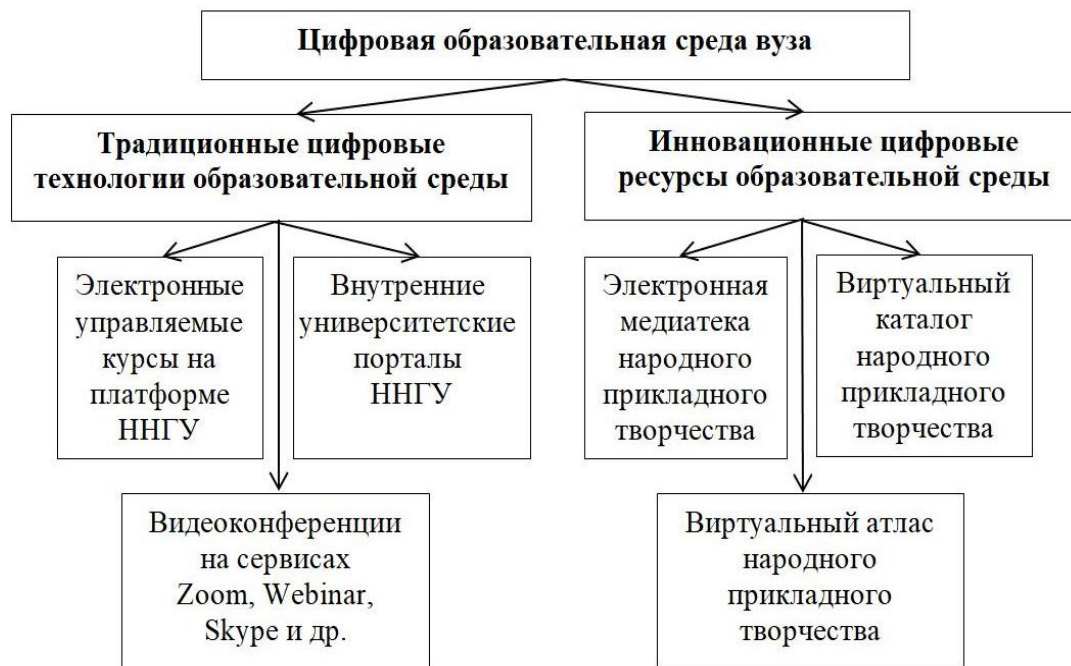 Цифровая образовательная среда вуза
Традиционные цифровые
технологии образовательной среды
Инновационные цифровые
ресурсы образовательной среды
Электронные
управляемые
курсы на
платформе
ННГУ
Внутренние
университетские
порталы
ННГУ
Электронная
медиатека
народного
прикладного
творчества
Виртуальный
каталог
народного
прикладного
творчества
Видеоконференции
на сервисах
Zoom, Webinar,
Skype и др.
Виртуальный атлас
народного
прикладного
творчества